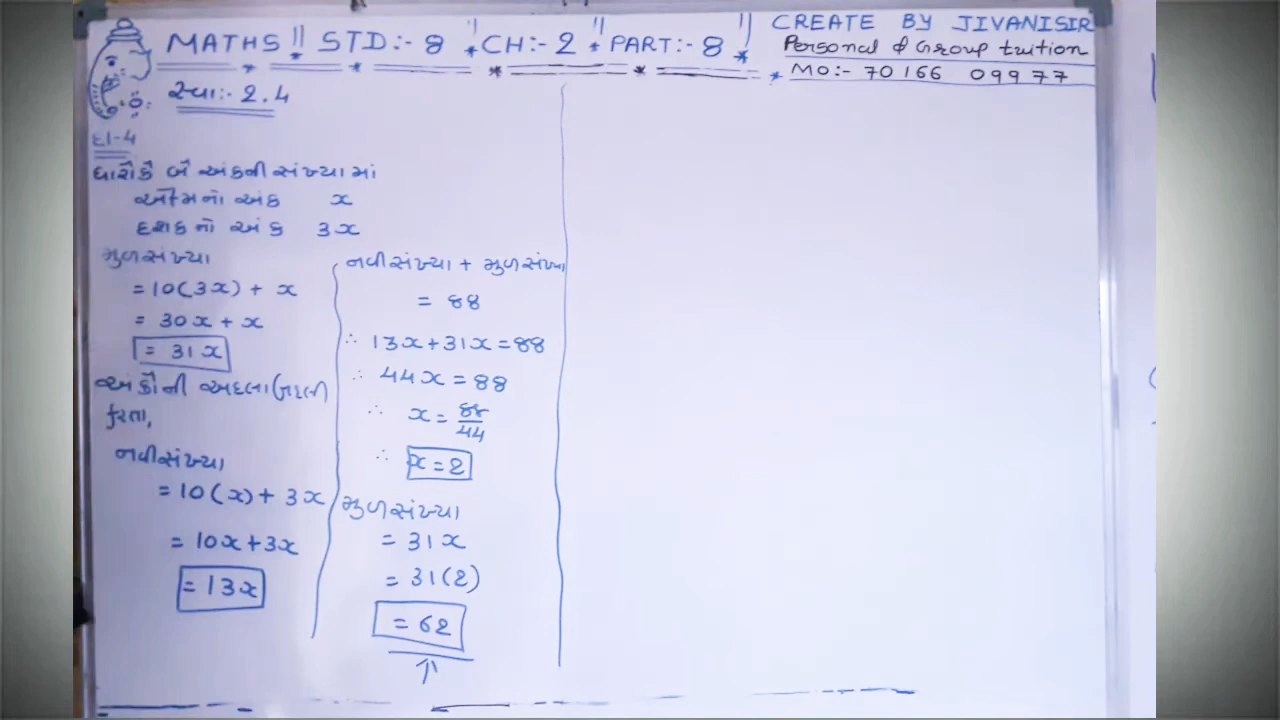 MATHS || STD:- 8 * CH:- 2 * PART:- 8
CREATE BY JIVANISIR
Personal & Group tuition
MO:- 70166 09977
સ્વા:- 2.4
દા-4
ધારોકે બે અંકની સંખ્યામાં
એકમનો અંક x
દશકનો અંક 3x
મુળસંખ્યા
=10(3x) + x
= 30x + x
= 31x
અંકોની અદલાબદલી
કરતા,
નવીસંખ્યા
=10(x) + 3x
= 10x+3x
= 13x
નવીસંખ્યા + મુળસંખ્યા
= 88
∴ 13x+31x=88
∴ 44x = 88
∴ x = 88/44
∴ x = 2
મુળસંખ્યા
= 31x
= 31(2)
= 62